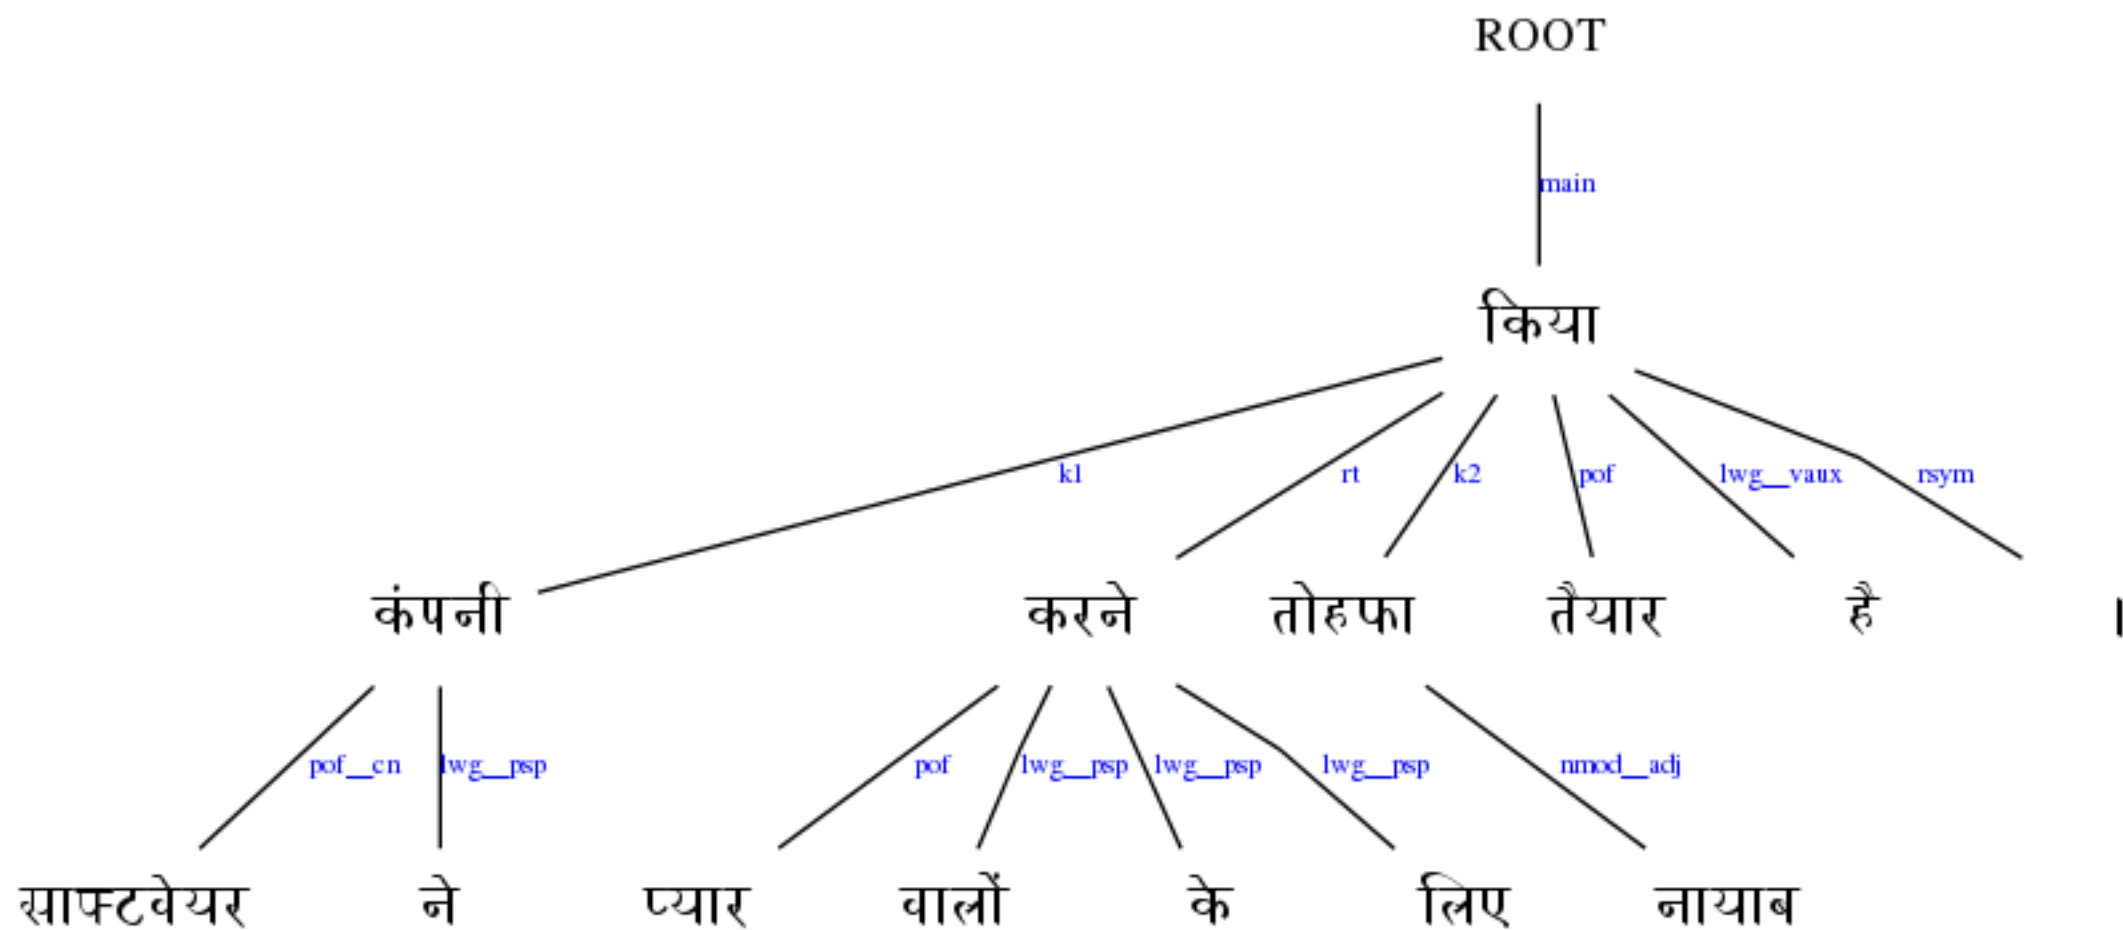 ROOT
main
किया
k1 rt k2 pof lwg__vaux rsym
कंपनी करने तोहफा तैयार है ।
pof__cn lwg__psp pof lwg__psp lwg__psp lwg__psp nmod__adj
साफ्टवेयर ने प्यार वालों के लिए नायाब